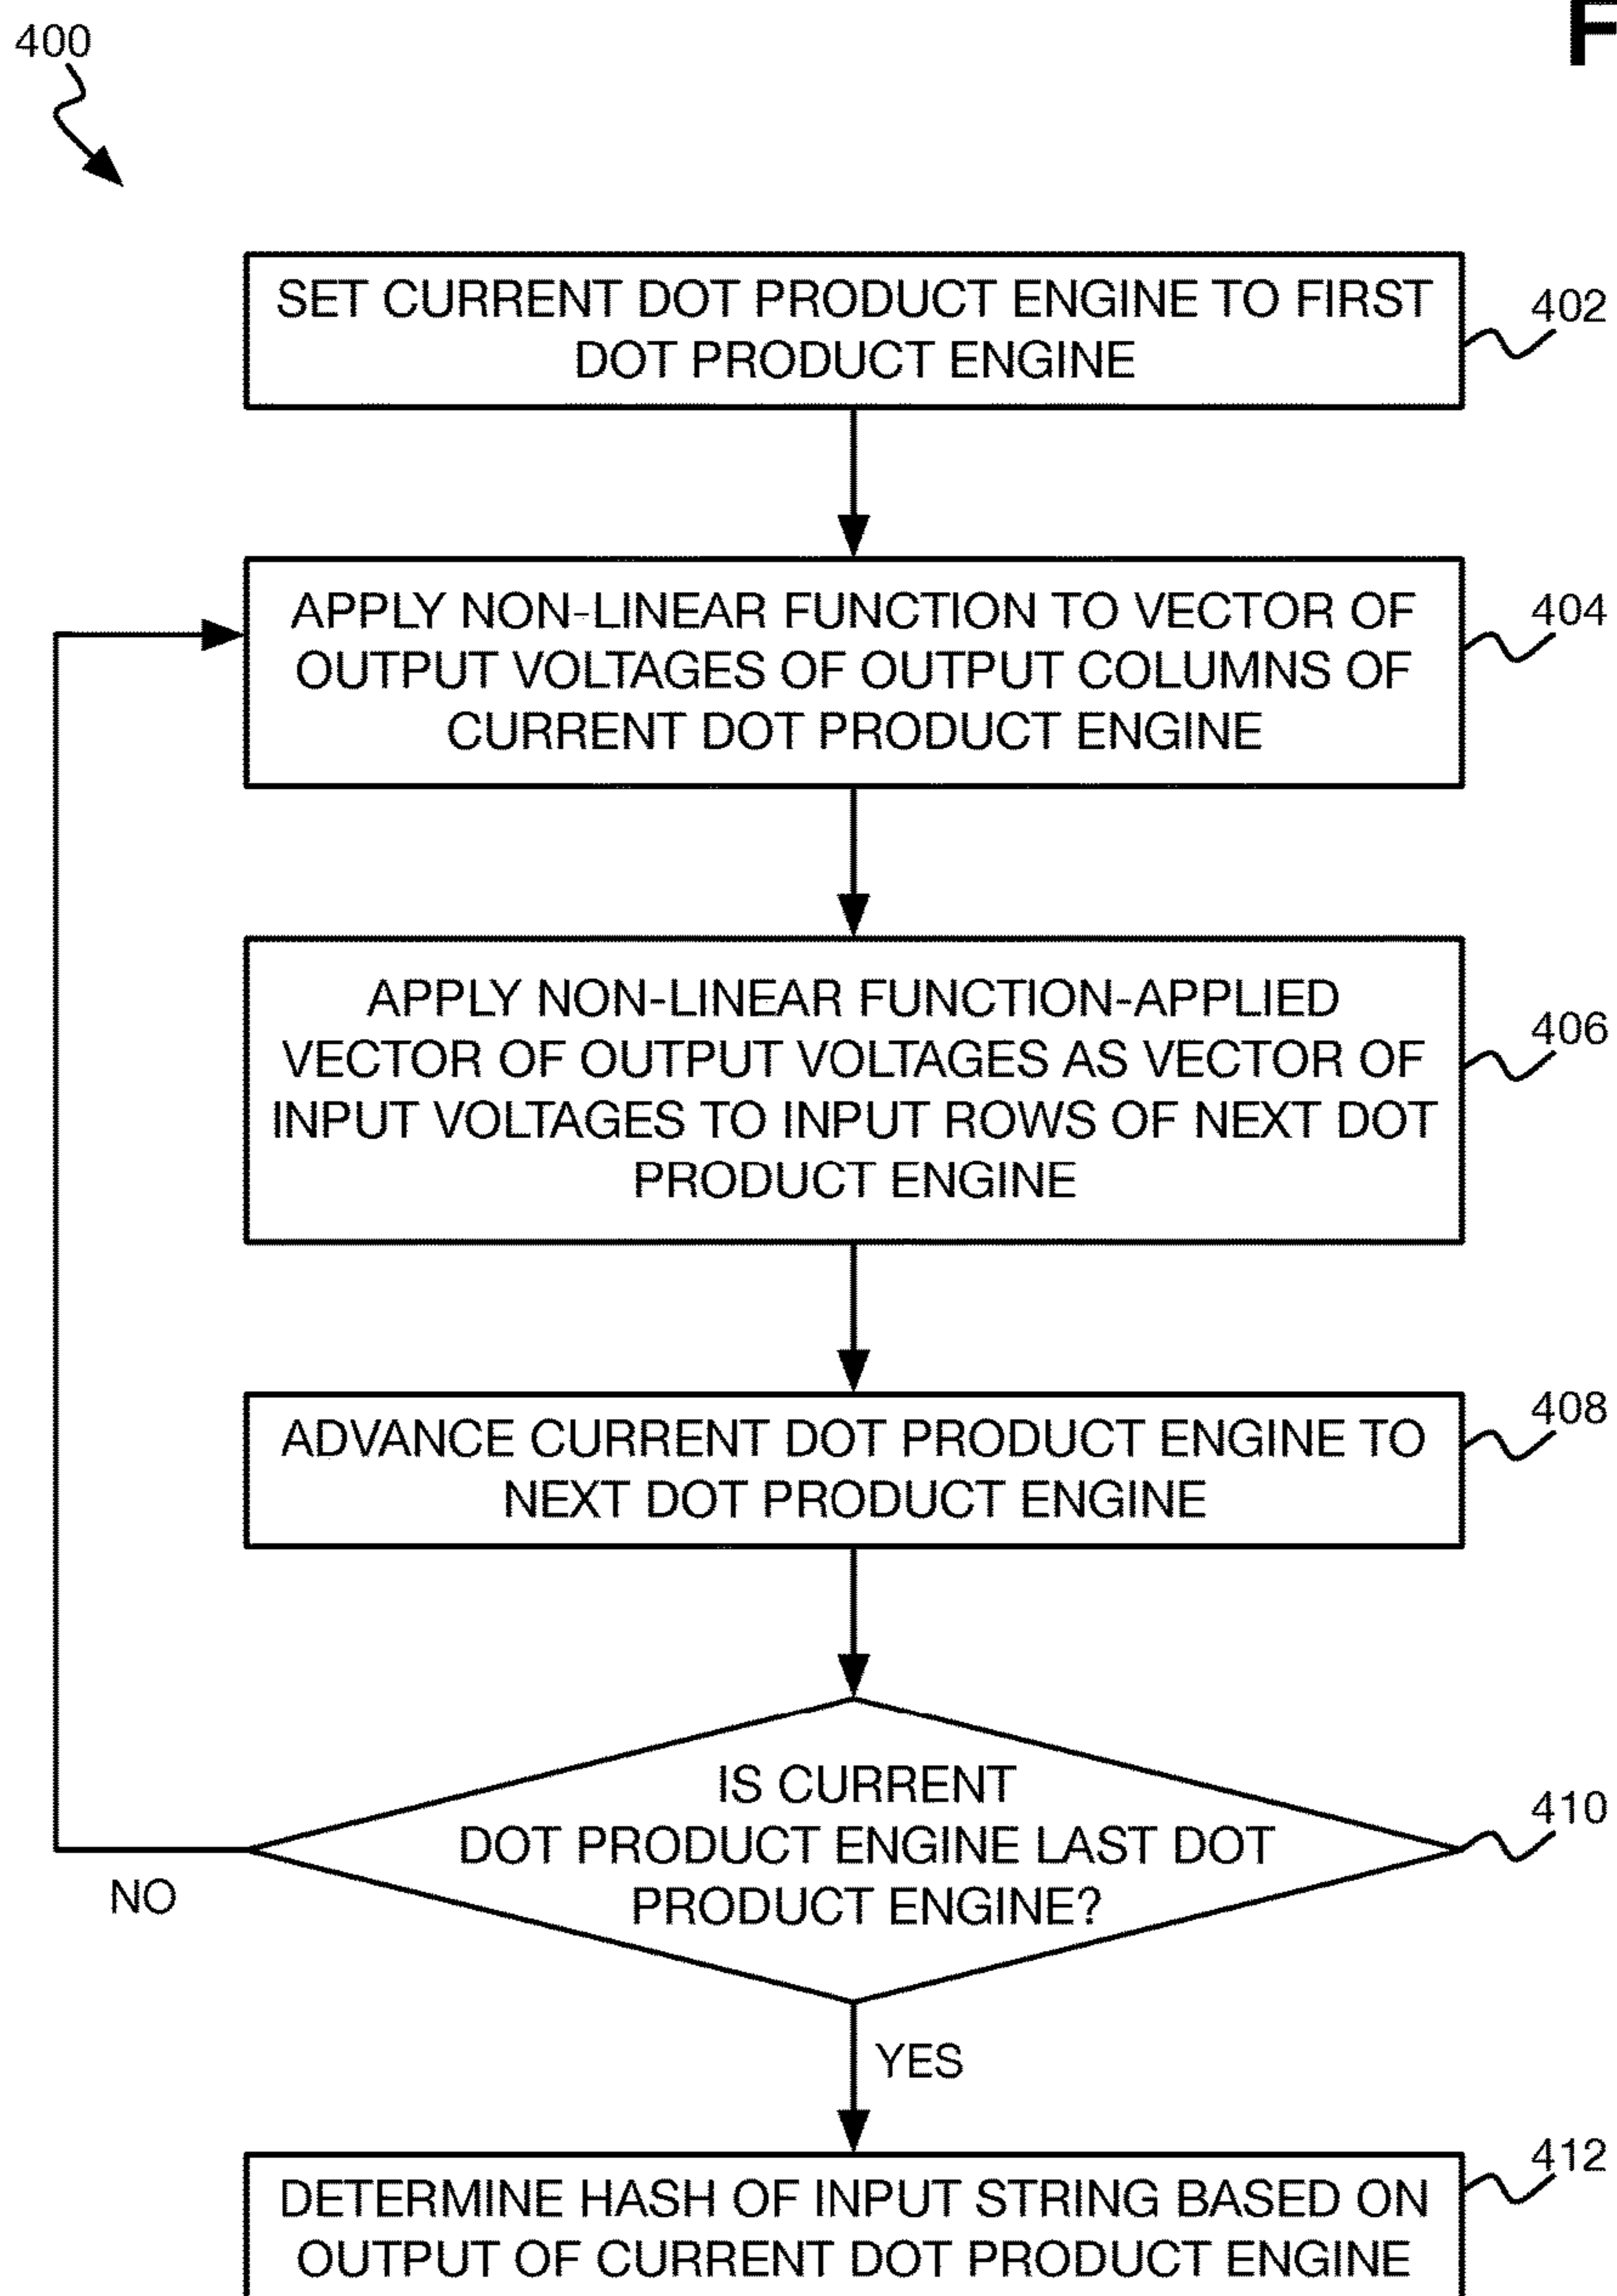 400
F
SET CURRENT DOT PRODUCT ENGINE TO FIRST
DOT PRODUCT ENGINE
402
APPLY NON-LINEAR FUNCTION TO VECTOR OF
OUTPUT VOLTAGES OF OUTPUT COLUMNS OF
CURRENT DOT PRODUCT ENGINE
404
APPLY NON-LINEAR FUNCTION-APPLIED
VECTOR OF OUTPUT VOLTAGES AS VECTOR OF
INPUT VOLTAGES TO INPUT ROWS OF NEXT DOT
PRODUCT ENGINE
406
ADVANCE CURRENT DOT PRODUCT ENGINE TO
NEXT DOT PRODUCT ENGINE
408
IS CURRENT
DOT PRODUCT ENGINE LAST DOT
PRODUCT ENGINE?
410
NO
YES
DETERMINE HASH OF INPUT STRING BASED ON
OUTPUT OF CURRENT DOT PRODUCT ENGINE
412